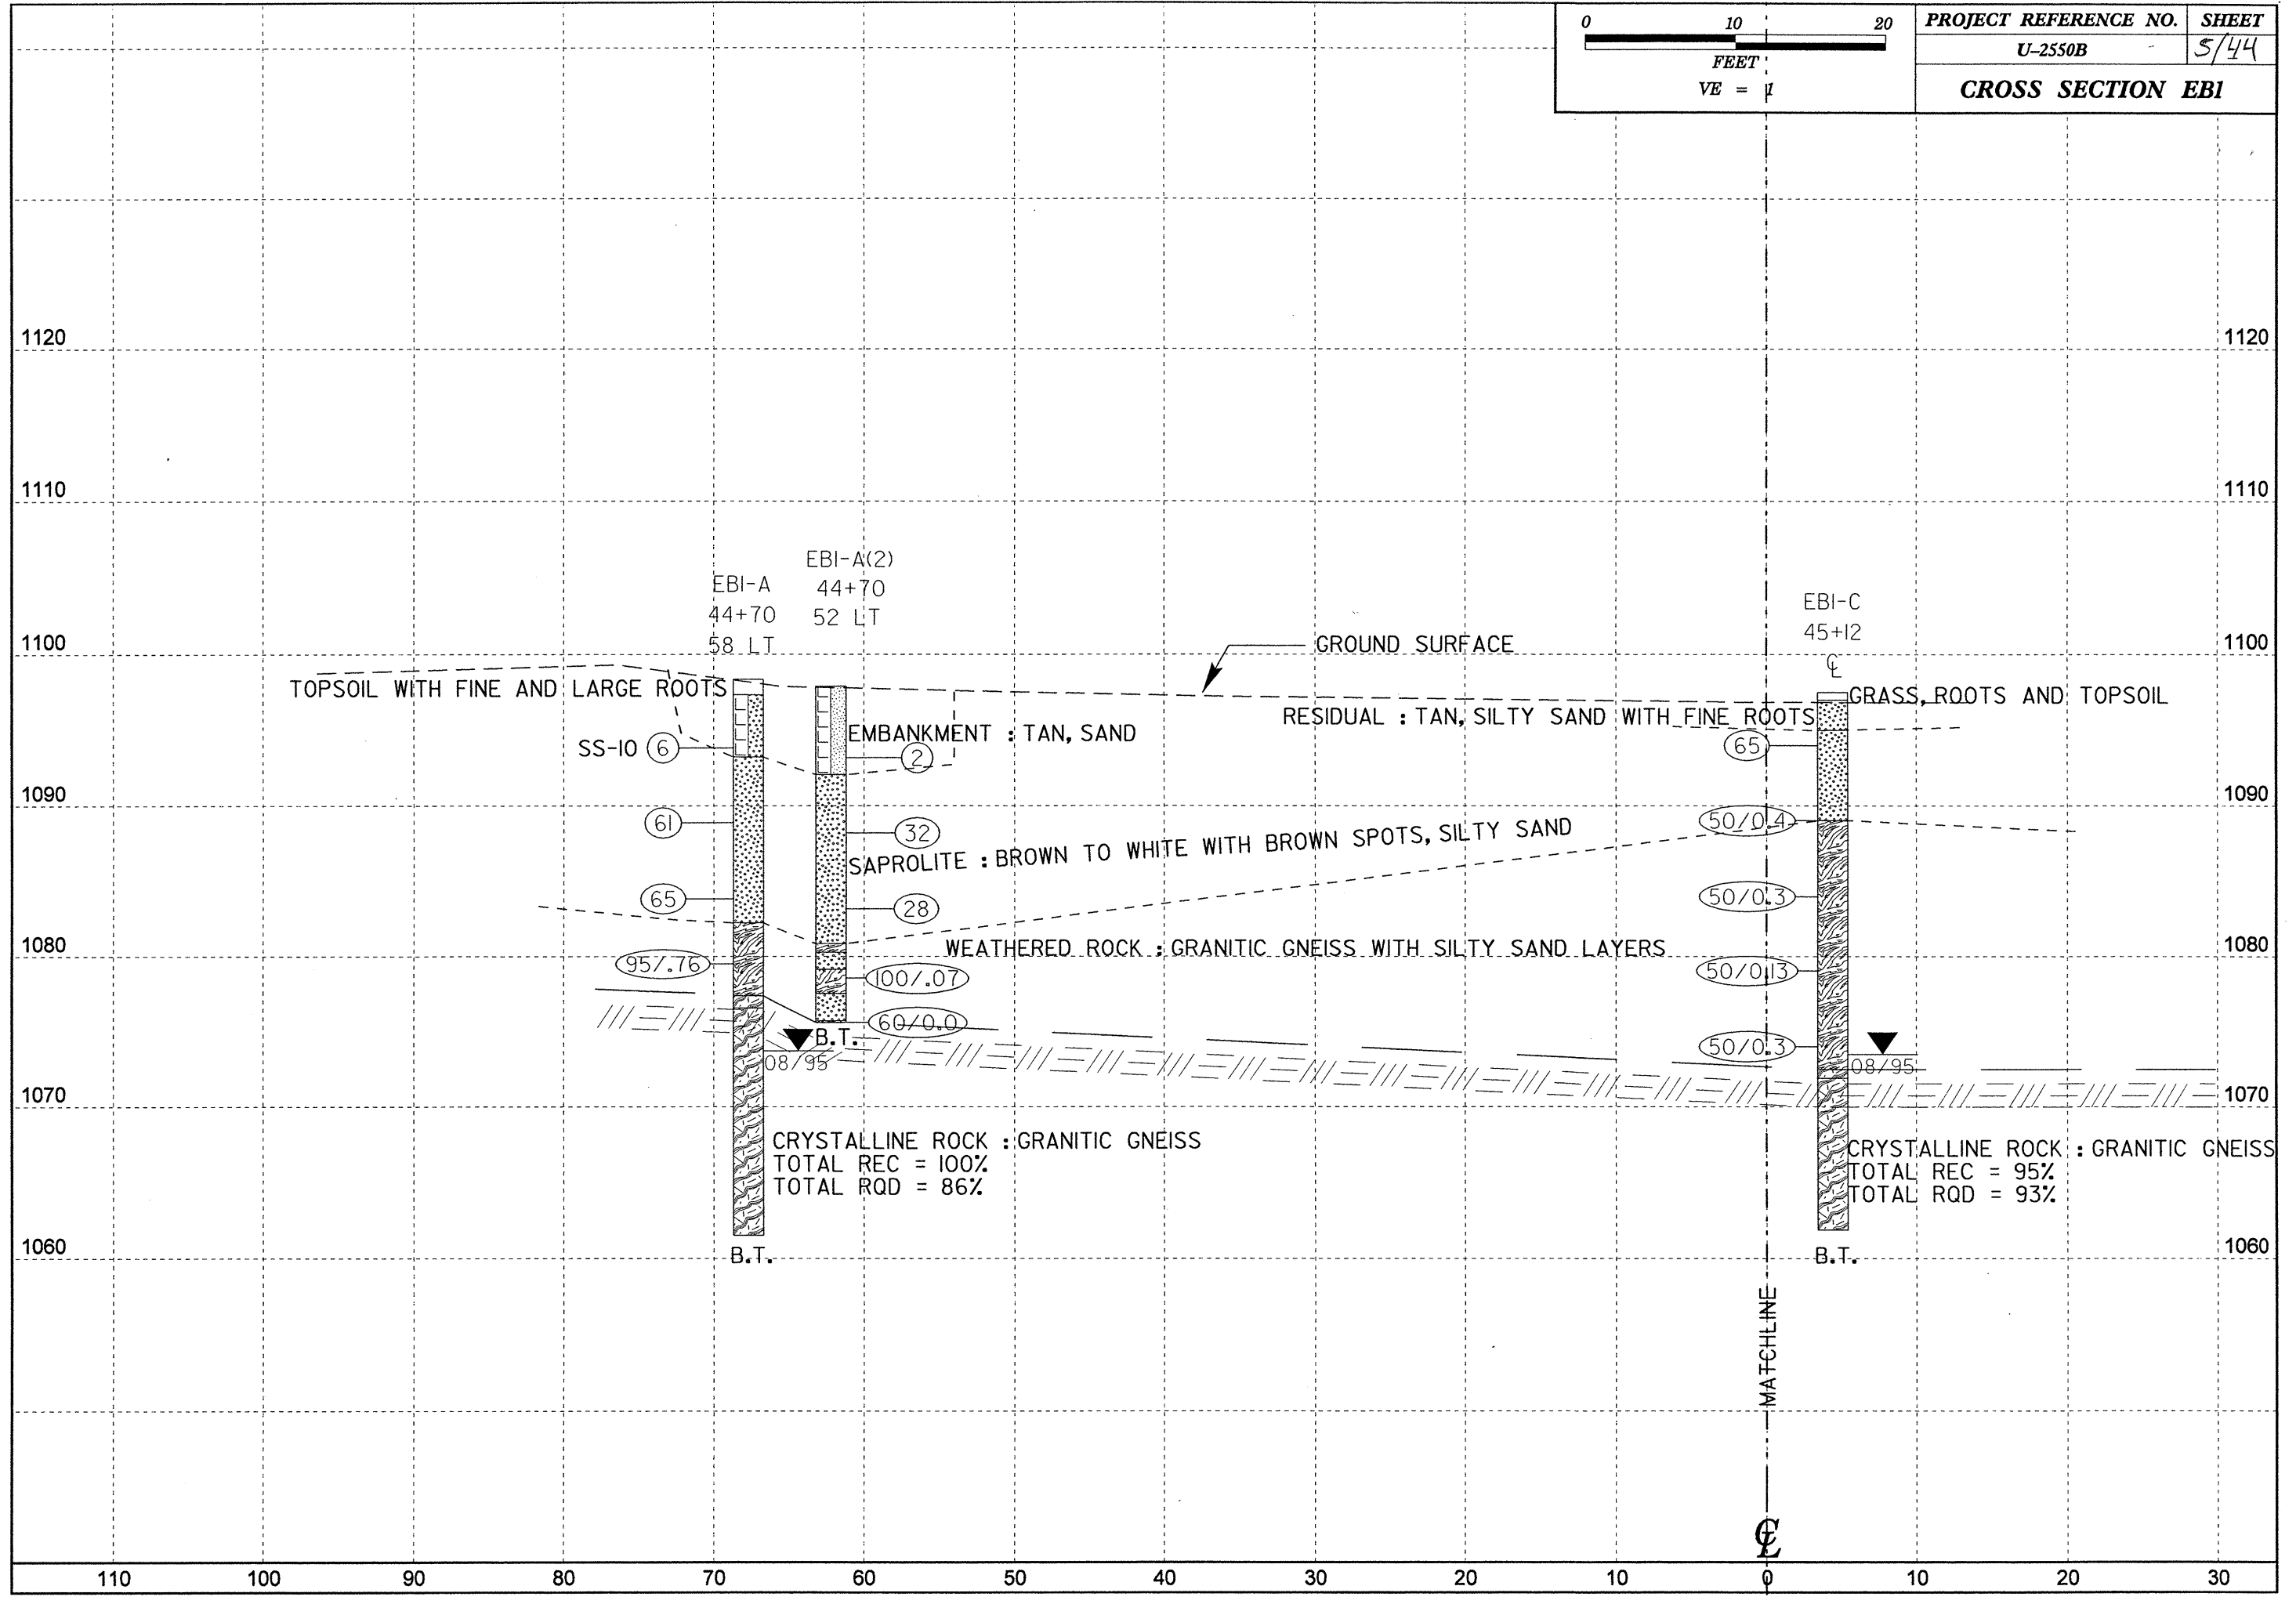 0 10 20
FEET
VE = 1
PROJECT REFERENCE NO. SHEET
U-2550B 5/44
CROSS SECTION EB1
1120 1120
1110 1110
EB1-A
44+70
58 LT
EB1-A(2)
44+70
52 LT
EB1-C
45+12
℄
1100 1100
GROUND SURFACE
TOPSOIL WITH FINE AND LARGE ROOTS
GRASS, ROOTS AND TOPSOIL
RESIDUAL : TAN, SILTY SAND WITH FINE ROOTS
EMBANKMENT : TAN, SAND
SS-10 6
2
65
1090 1090
61
32
50/0.4
SAPROLITE : BROWN TO WHITE WITH BROWN SPOTS, SILTY SAND
65
28
50/0.3
1080 1080
WEATHERED ROCK : GRANITIC GNEISS WITH SILTY SAND LAYERS
95/.76
100/.07
50/0.13
60/0.0
B.T.
08/95
50/0.3
08/95
1070 1070
CRYSTALLINE ROCK : GRANITIC GNEISS
TOTAL REC = 100%
TOTAL RQD = 86%
CRYSTALLINE ROCK : GRANITIC GNEISS
TOTAL REC = 95%
TOTAL RQD = 93%
1060 1060
B.T.
B.T.
MATCHLINE
℄
110 100 90 80 70 60 50 40 30 20 10 0 10 20 30